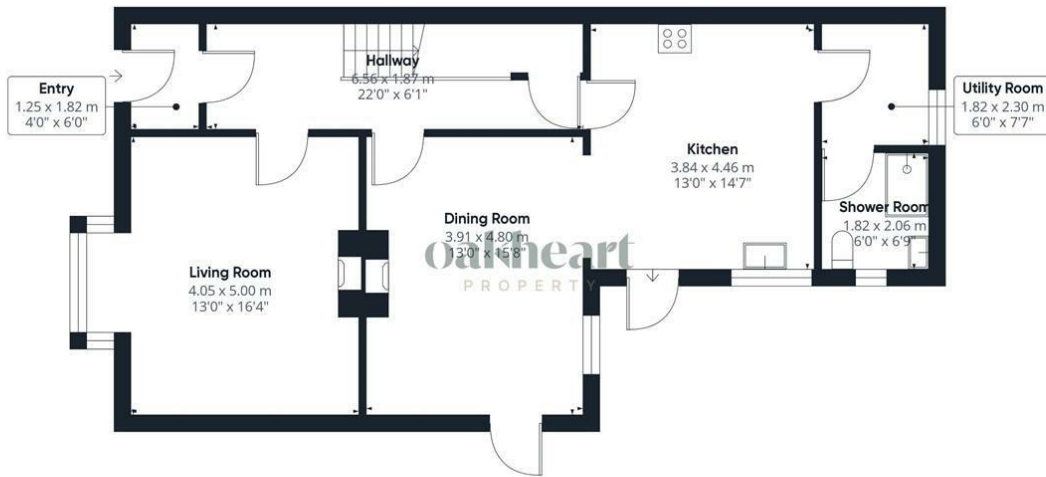 Entry
1.25 x 1.82 m
4'0" x 6'0"
Hallway
6.56 x 1.87 m
22'0" x 6'1"
Utility Room
1.82 x 2.30 m
6'0" x 7'7"
Kitchen
3.84 x 4.46 m
13'0" x 14'7"
Shower Room
1.82 x 2.06 m
6'0" x 6'9"
Dining Room
3.91 x 4.80 m
13'0" x 15'8"
oakheart
PROPERTY
Living Room
4.05 x 5.00 m
13'0" x 16'4"